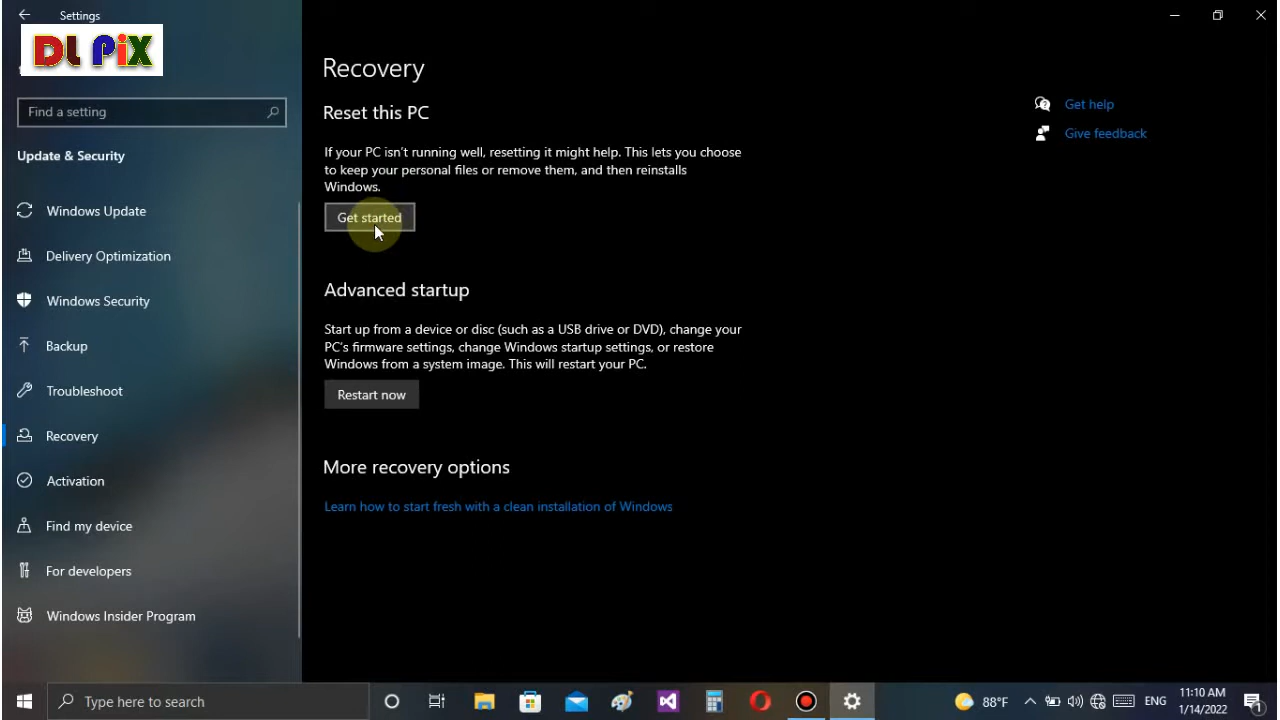 Settings
DL PiX
Find a setting
Update & Security
Windows Update
Delivery Optimization
Windows Security
Backup
Troubleshoot
Recovery
Activation
Find my device
For developers
Windows Insider Program
Recovery
Reset this PC
If your PC isn't running well, resetting it might help. This lets you choose
to keep your personal files or remove them, and then reinstalls
Windows.
Get started
Advanced startup
Start up from a device or disc (such as a USB drive or DVD), change your
PC's firmware settings, change Windows startup settings, or restore
Windows from a system image. This will restart your PC.
Restart now
More recovery options
Learn how to start fresh with a clean installation of Windows
Get help
Give feedback
Type here to search
88°F
ENG
11:10 AM
1/14/2022
1